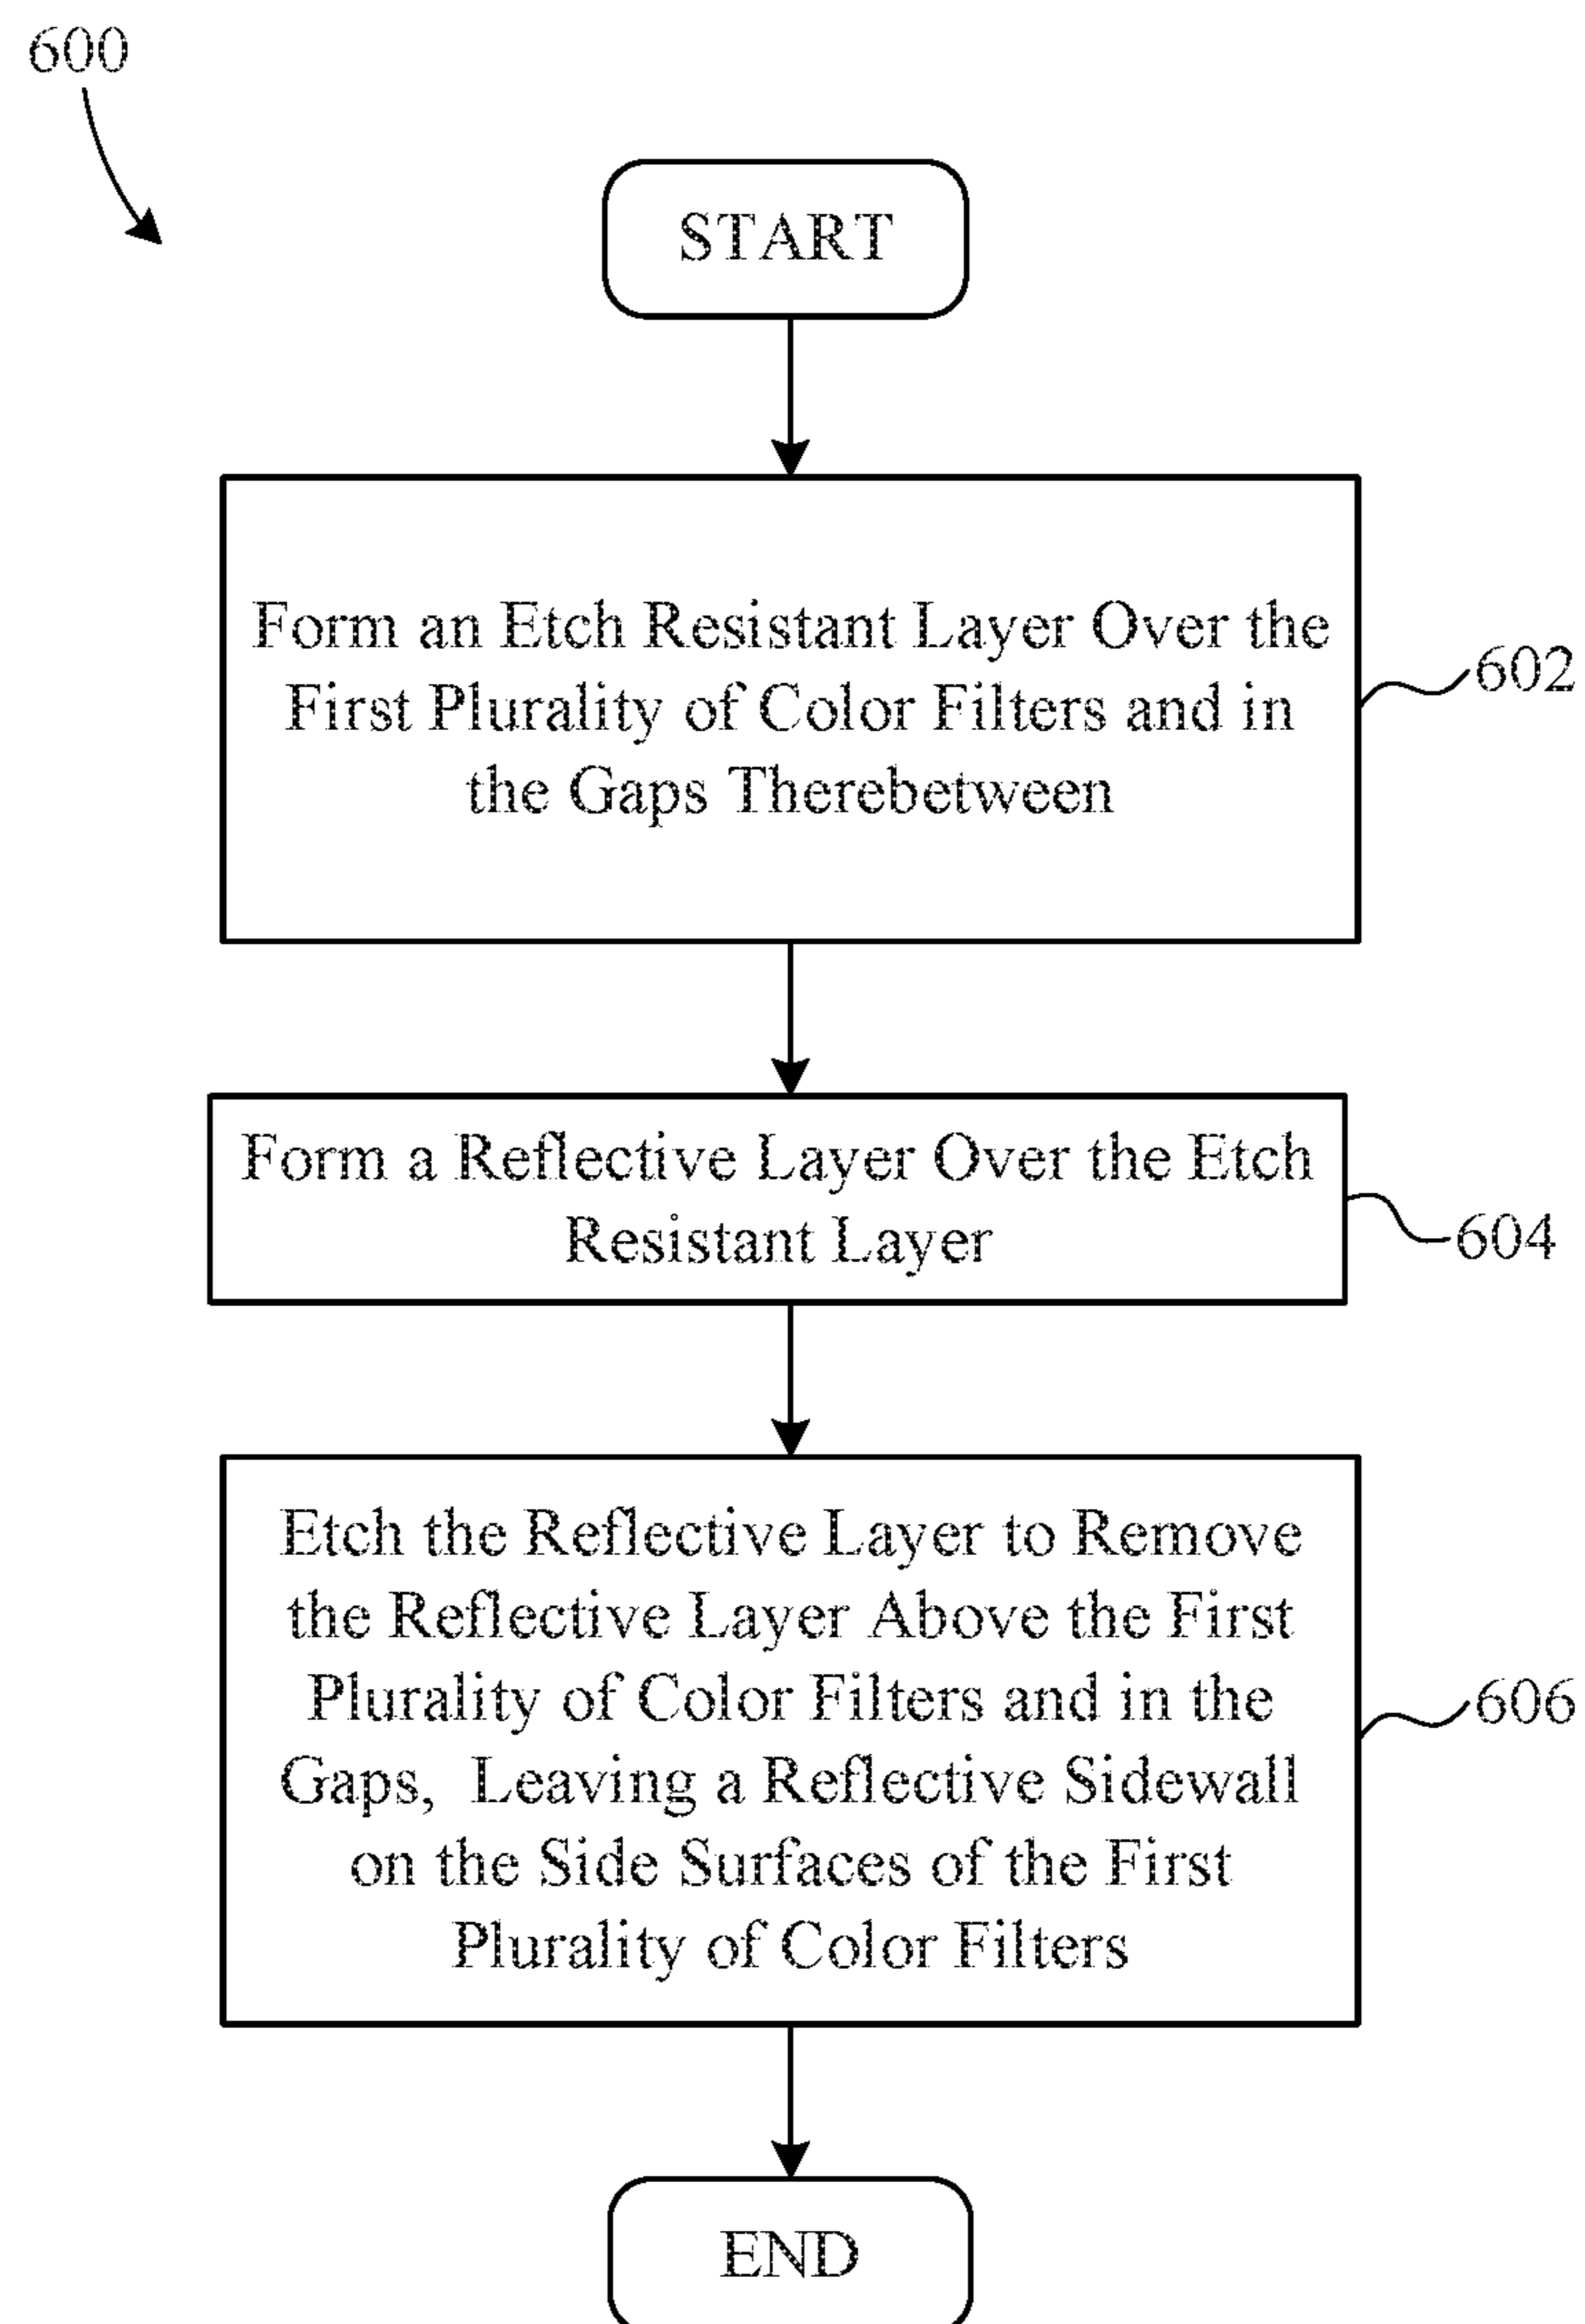 600
START
Form an Etch Resistant Layer Over the
First Plurality of Color Filters and in
the Gaps Therebetween
602
Form a Reflective Layer Over the Etch
Resistant Layer
604
Etch the Reflective Layer to Remove
the Reflective Layer Above the First
Plurality of Color Filters and in the
Gaps,  Leaving a Reflective Sidewall
on the Side Surfaces of the First
Plurality of Color Filters
606
END